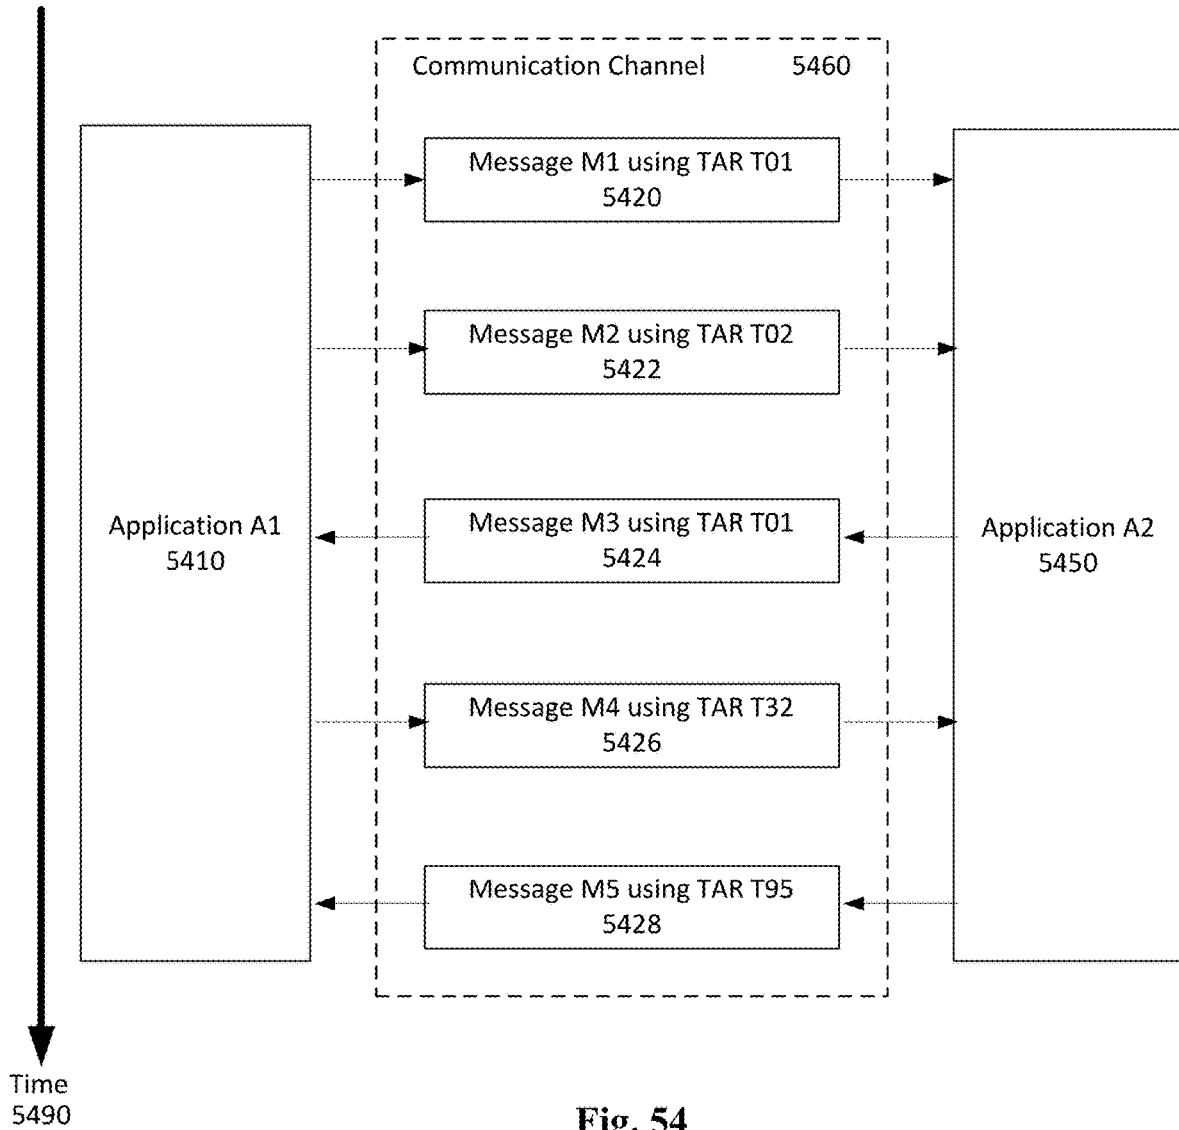 Communication Channel 5460
Message M1 using TAR T01
5420
Message M2 using TAR T02
5422
Application A1
5410
Message M3 using TAR T01
5424
Application A2
5450
Message M4 using TAR T32
5426
Message M5 using TAR T95
5428
Time
5490
Fig. 54